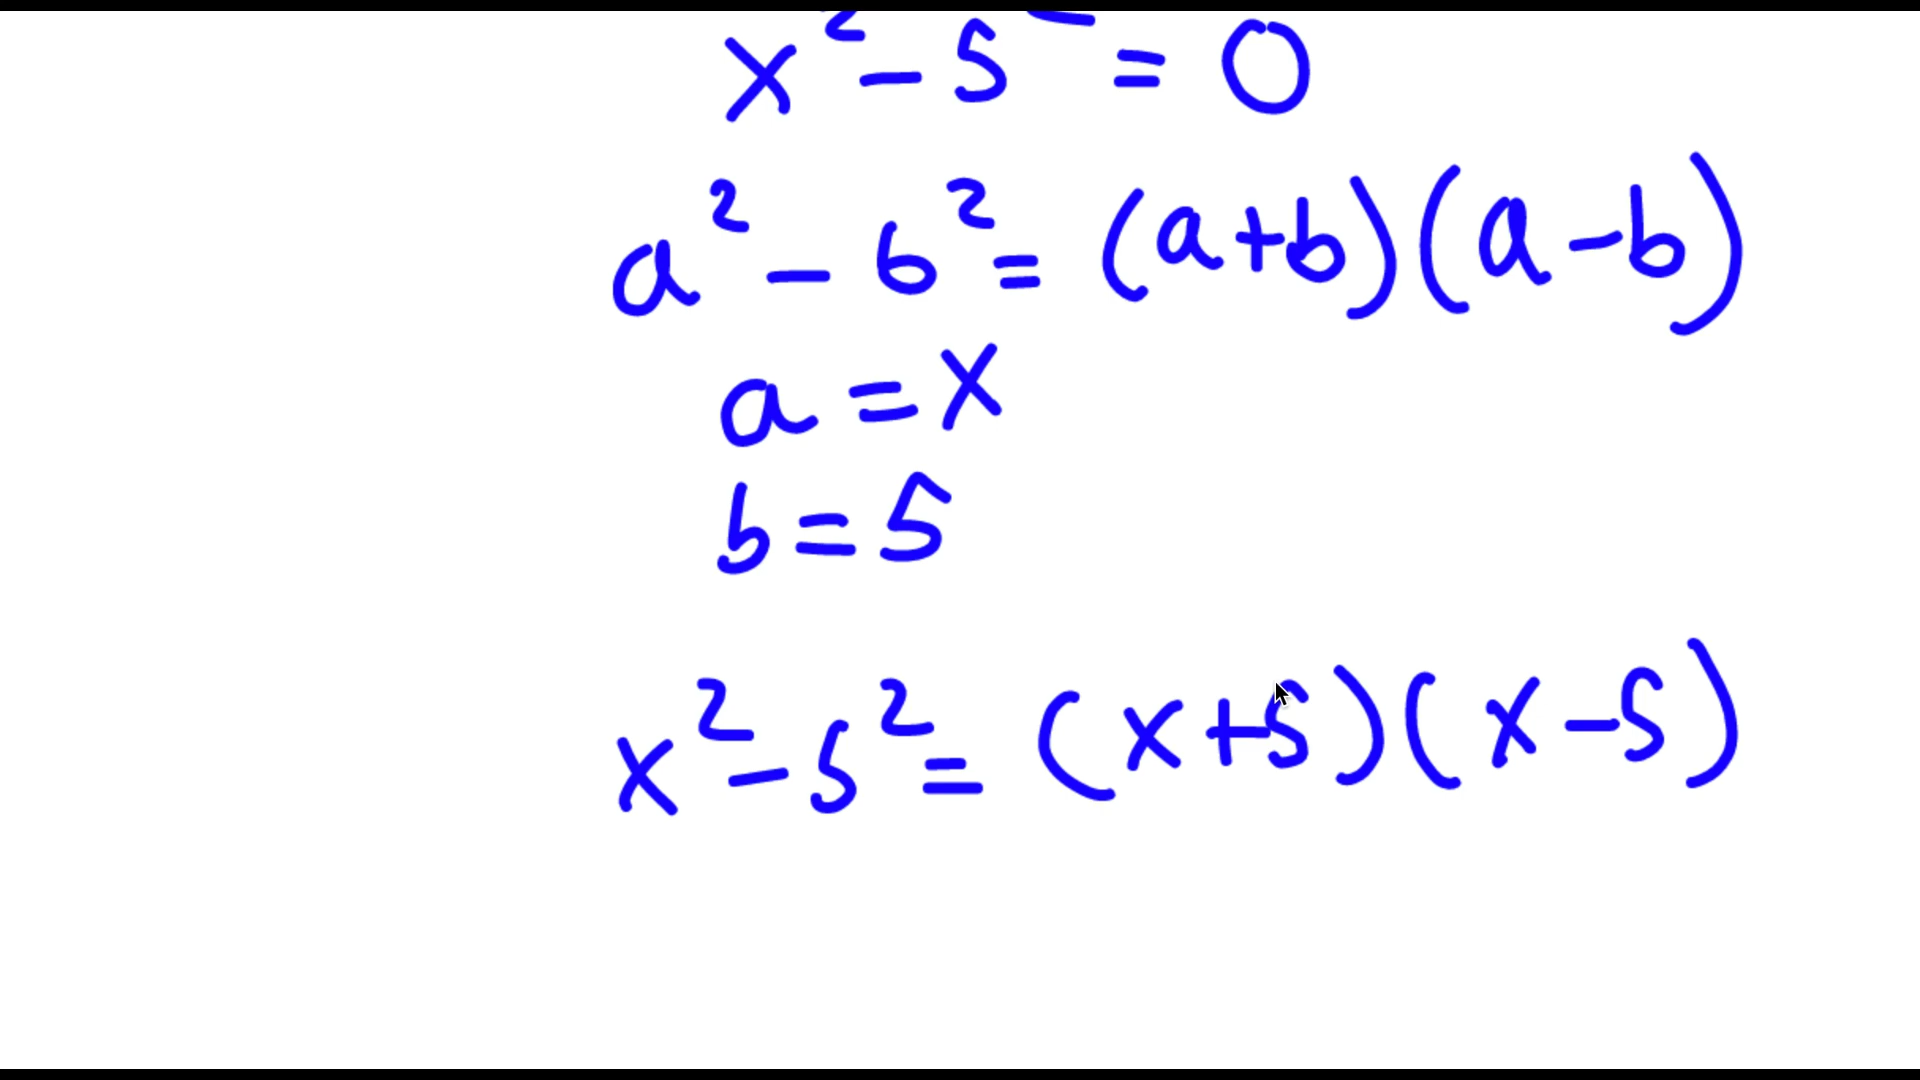 x² - 5² = 0
a² - b² = (a+b)(a-b)
a = x
b = 5
x² - 5² = (x+5)(x-5)